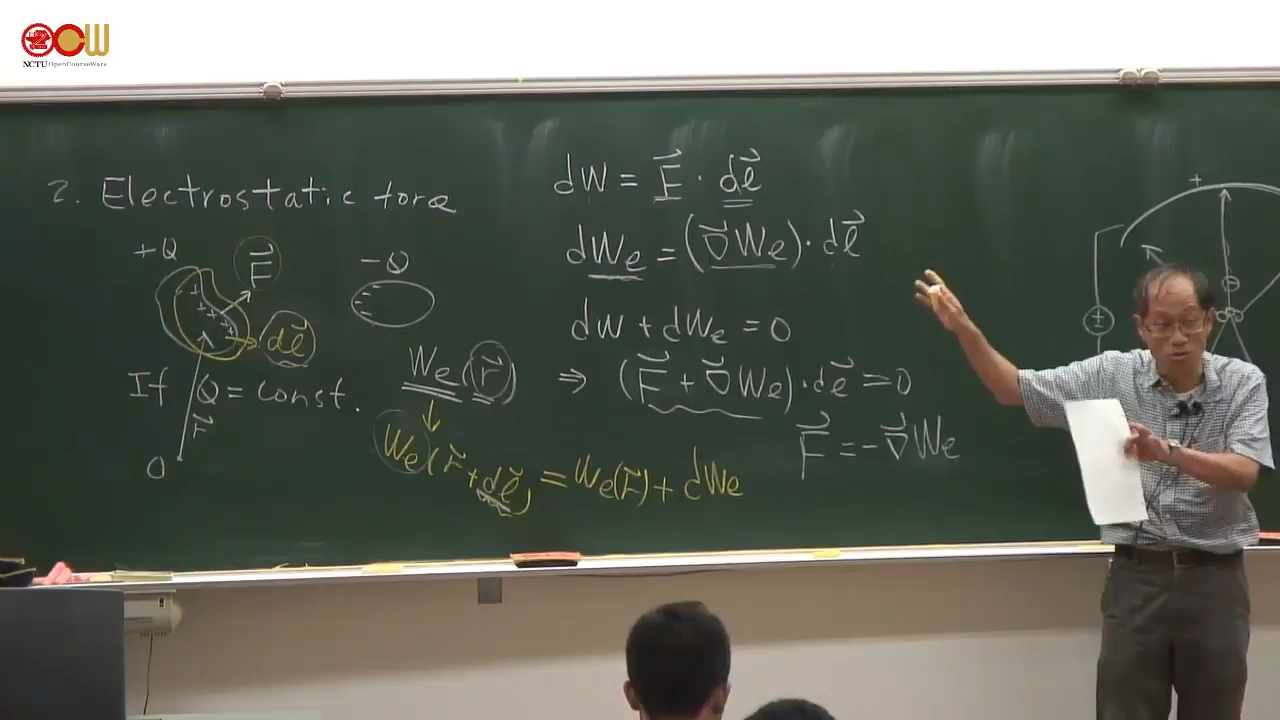 NCTU OpenCourseWare
2. Electrostatic force
+Q
F⃗
-Q
dl⃗
If Q = const.
r⃗
O
We(r⃗)
We(r⃗+dl⃗) = We(r⃗) + dWe
dW = F⃗ · dl⃗
dWe = (∇⃗We) · dl⃗
dW + dWe = 0
⇒ (F⃗ + ∇⃗We) · dl⃗ = 0
F⃗ = -∇⃗We
+